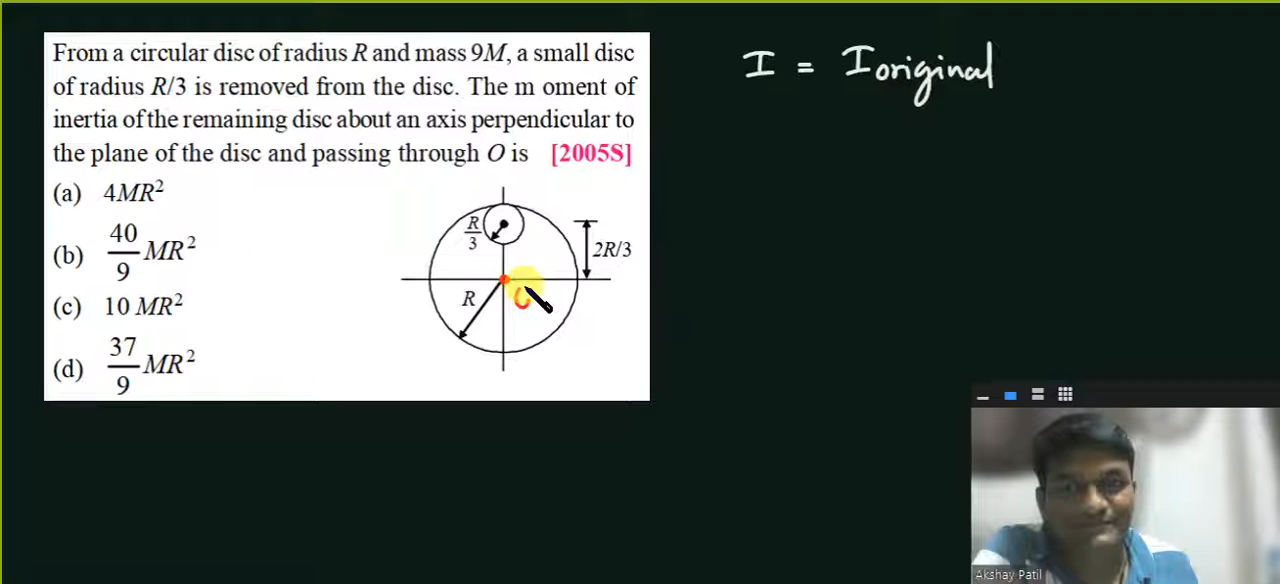 From a circular disc of radius R and mass 9M, a small disc
of radius R/3 is removed from the disc. The m oment of
inertia of the remaining disc about an axis perpendicular to
the plane of the disc and passing through O is [2005S]
(a) 4MR²
(b) 40/9 MR²
(c) 10 MR²
(d) 37/9 MR²
R/3
2R/3
R
I = Ioriginal
Akshay Patil